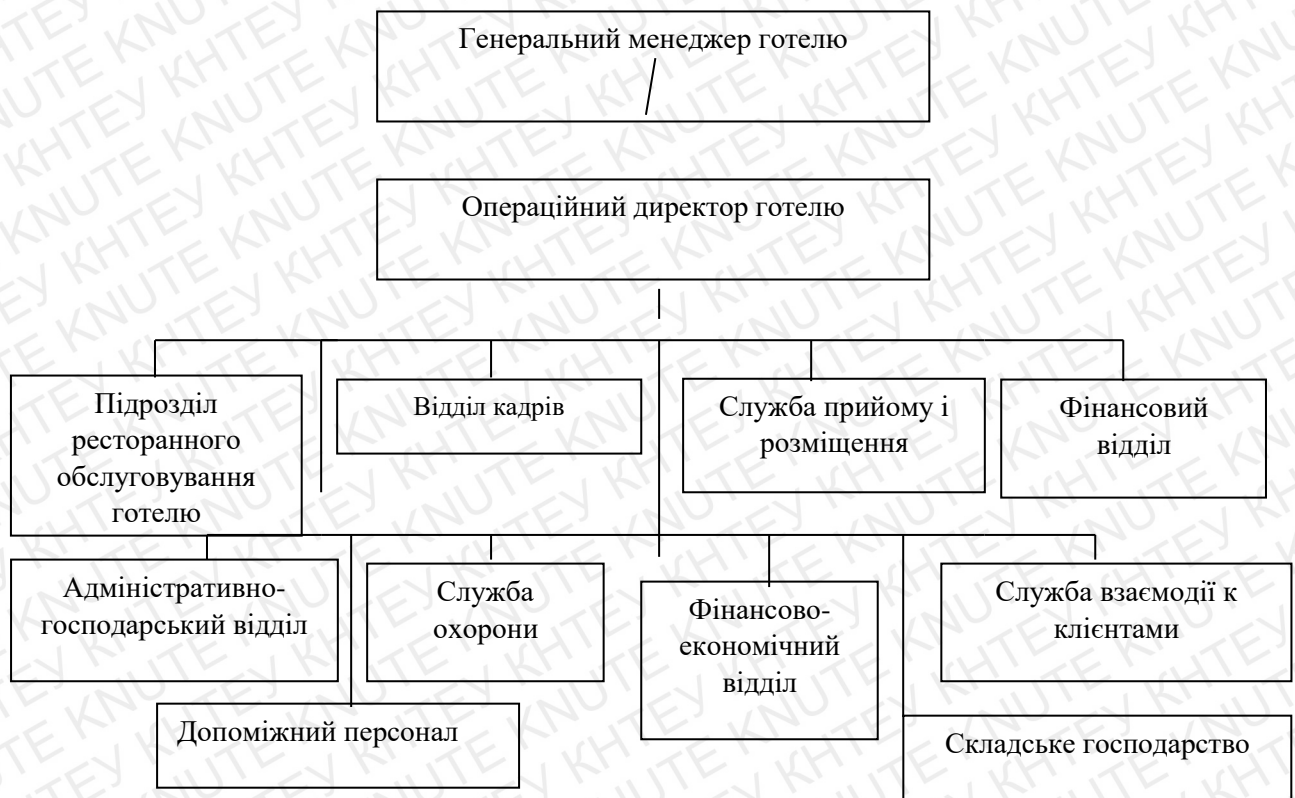 Генеральний менеджер готелю
Операційний директор готелю
Підрозділ
ресторанного
обслуговування
готелю
Відділ кадрів
Служба прийому і
розміщення
Фінансовий
відділ
Адміністративно-
господарський відділ
Служба
охорони
Фінансово-
економічний
відділ
Служба взаємодії к
клієнтами
Допоміжний персонал
Складське господарство